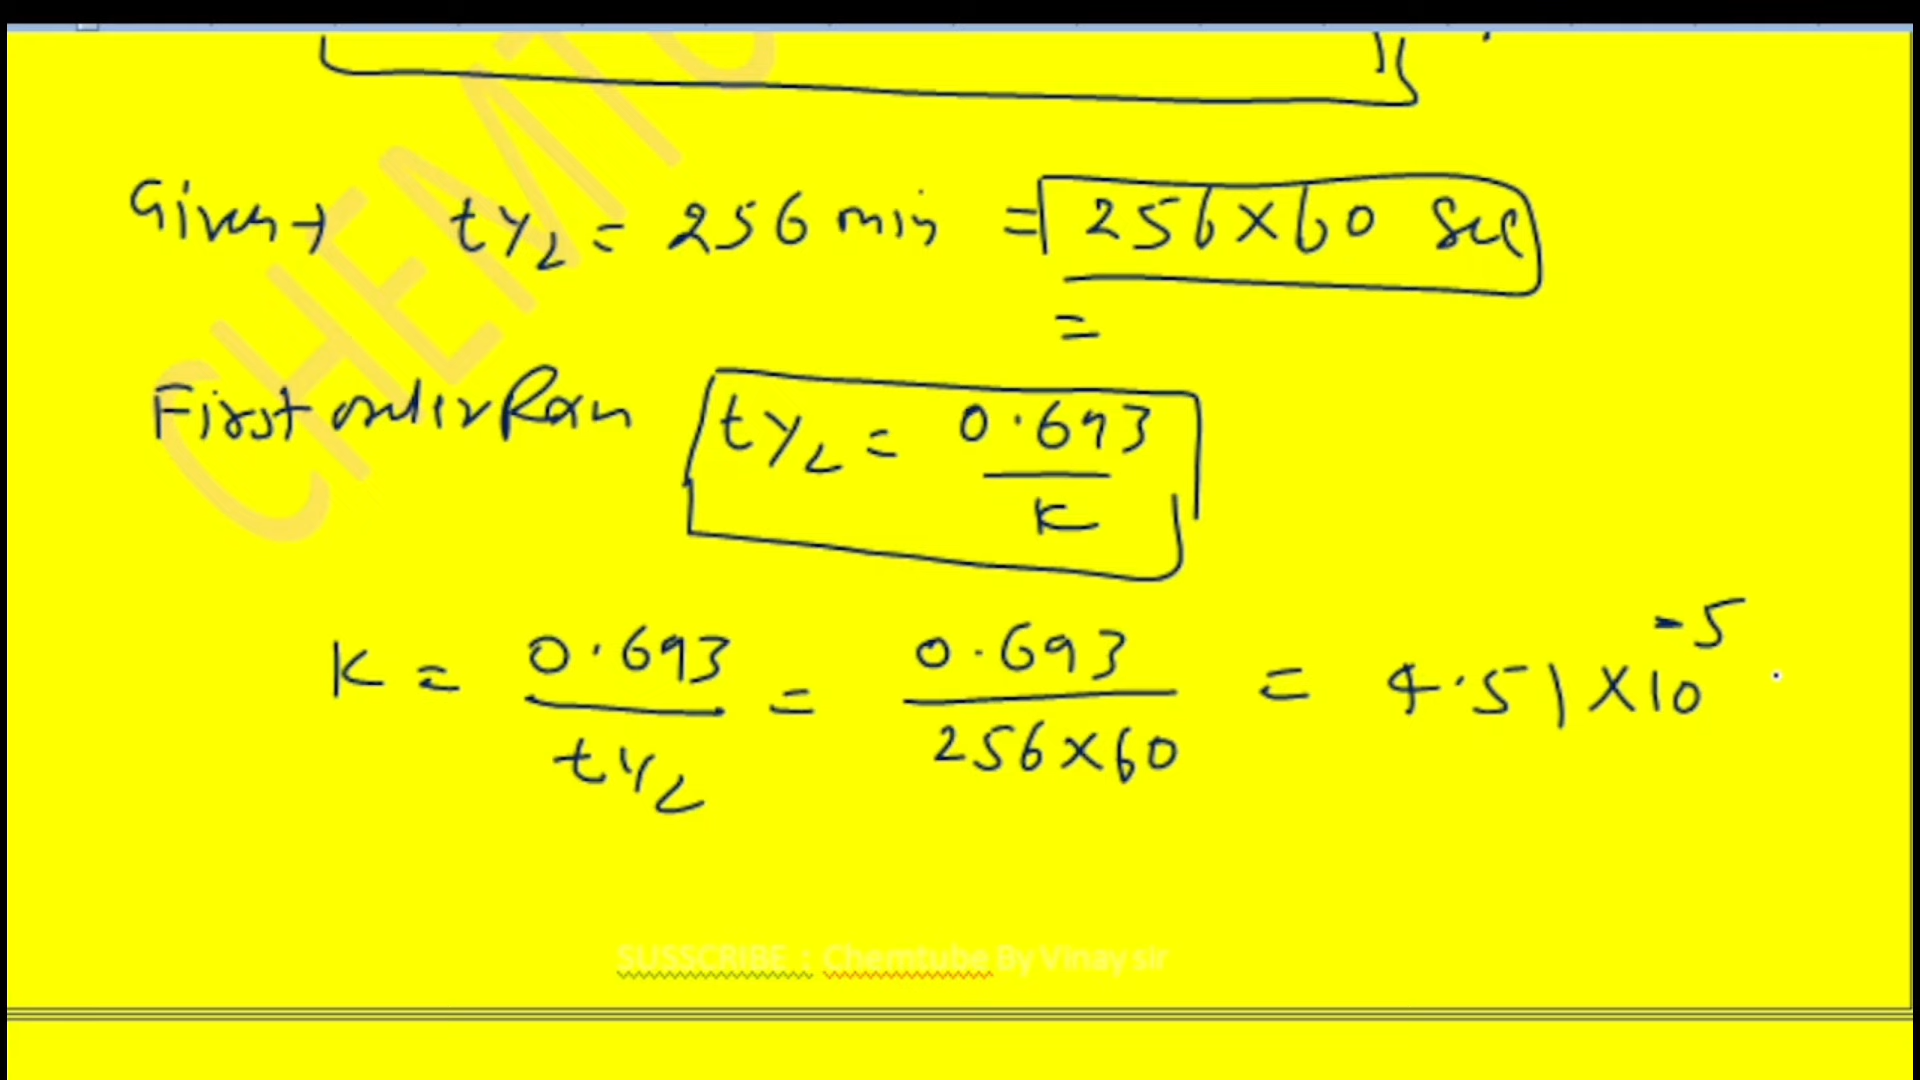 Given → t1/2 = 256 min = 256×60 Sec
=
First order Rxn t1/2 = 0.693 / K
K = 0.693 / t1/2 = 0.693 / 256×60 = 4.51 × 10^-5
SUSSCRIBE : Chemtube By Vinay sir